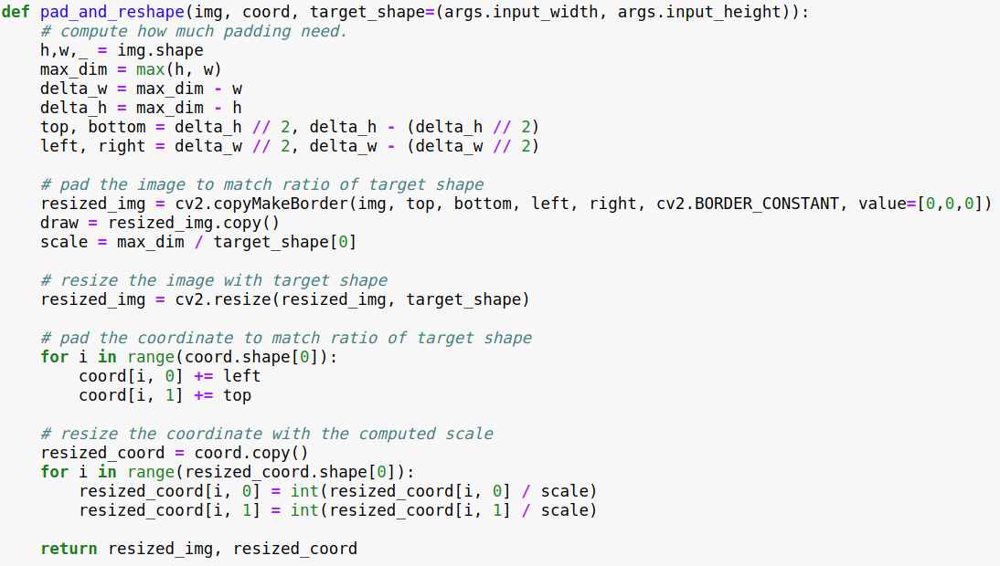 def pad_and_reshape(img, coord, target_shape=(args.input_width, args.input_height)):
    # compute how much padding need.
    h,w,_ = img.shape
    max_dim = max(h, w)
    delta_w = max_dim - w
    delta_h = max_dim - h
    top, bottom = delta_h // 2, delta_h - (delta_h // 2)
    left, right = delta_w // 2, delta_w - (delta_w // 2)

    # pad the image to match ratio of target shape
    resized_img = cv2.copyMakeBorder(img, top, bottom, left, right, cv2.BORDER_CONSTANT, value=[0,0,0])
    draw = resized_img.copy()
    scale = max_dim / target_shape[0]

    # resize the image with target shape
    resized_img = cv2.resize(resized_img, target_shape)

    # pad the coordinate to match ratio of target shape
    for i in range(coord.shape[0]):
        coord[i, 0] += left
        coord[i, 1] += top

    # resize the coordinate with the computed scale
    resized_coord = coord.copy()
    for i in range(resized_coord.shape[0]):
        resized_coord[i, 0] = int(resized_coord[i, 0] / scale)
        resized_coord[i, 1] = int(resized_coord[i, 1] / scale)

    return resized_img, resized_coord